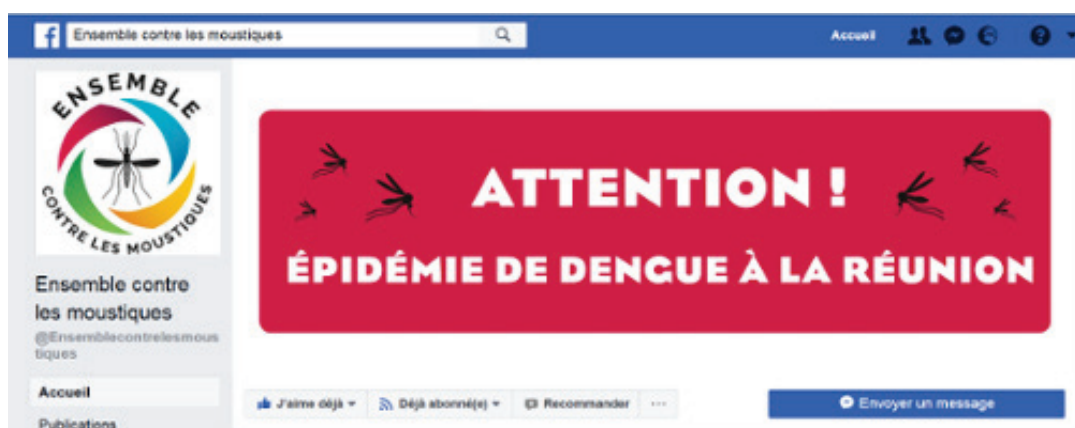 Ensemble contre les moustiques
Accueil
ENSEMBLE
CONTRE LES MOUSTIQUES
ATTENTION !
ÉPIDÉMIE DE DENGUE À LA RÉUNION
Ensemble contre
les moustiques
@Ensemblecontrelesmous
tiques
Accueil
J'aime déjà
Déjà abonné(e)
Recommander
Envoyer un message
Publications